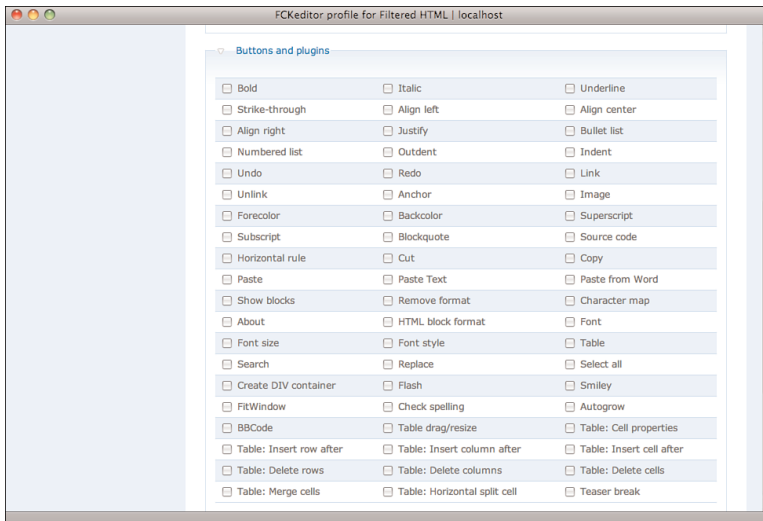 FCKeditor profile for Filtered HTML | localhost
Buttons and plugins
Bold Italic Underline
Strike-through Align left Align center
Align right Justify Bullet list
Numbered list Outdent Indent
Undo Redo Link
Unlink Anchor Image
Forecolor Backcolor Superscript
Subscript Blockquote Source code
Horizontal rule Cut Copy
Paste Paste Text Paste from Word
Show blocks Remove format Character map
About HTML block format Font
Font size Font style Table
Search Replace Select all
Create DIV container Flash Smiley
FitWindow Check spelling Autogrow
BBCode Table drag/resize Table: Cell properties
Table: Insert row after Table: Insert column after Table: Insert cell after
Table: Delete rows Table: Delete columns Table: Delete cells
Table: Merge cells Table: Horizontal split cell Teaser break